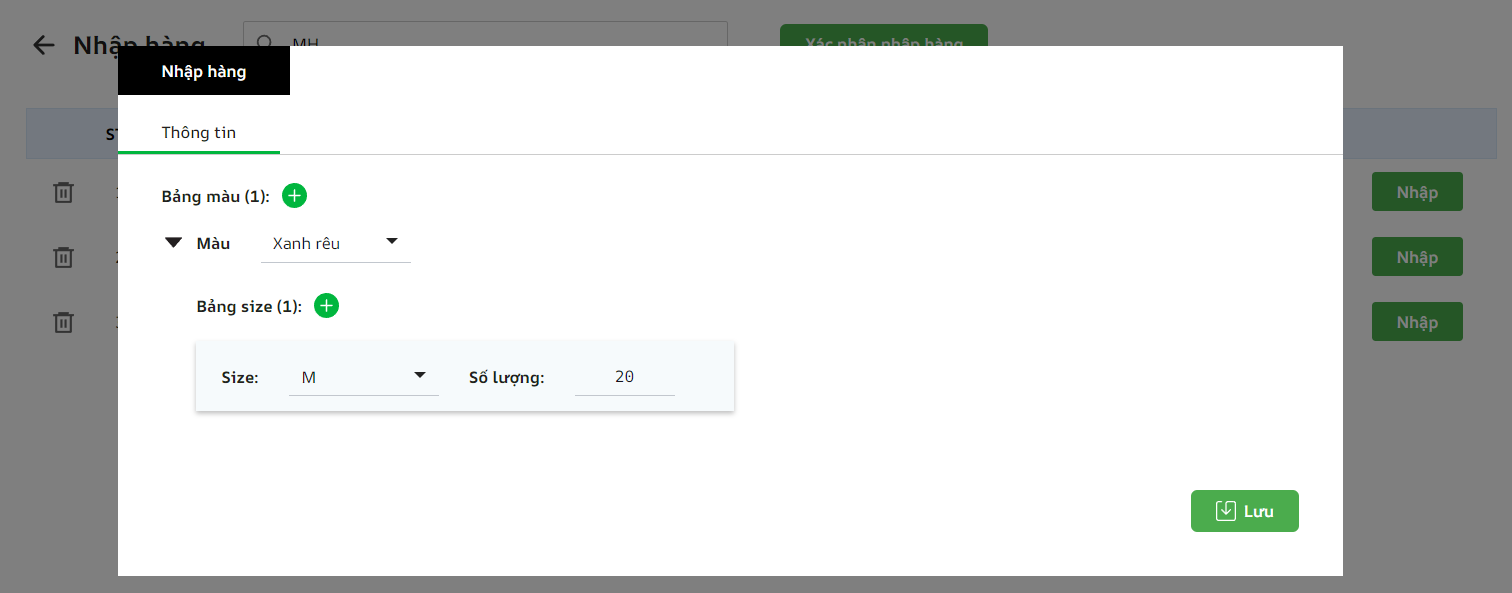 Nhập hàng
MH
Xác nhận nhập hàng
Nhập hàng
Thông tin
Bảng màu (1):
Màu Xanh rêu
Bảng size (1):
Size: M Số lượng: 20
Lưu
Nhập
Nhập
Nhập